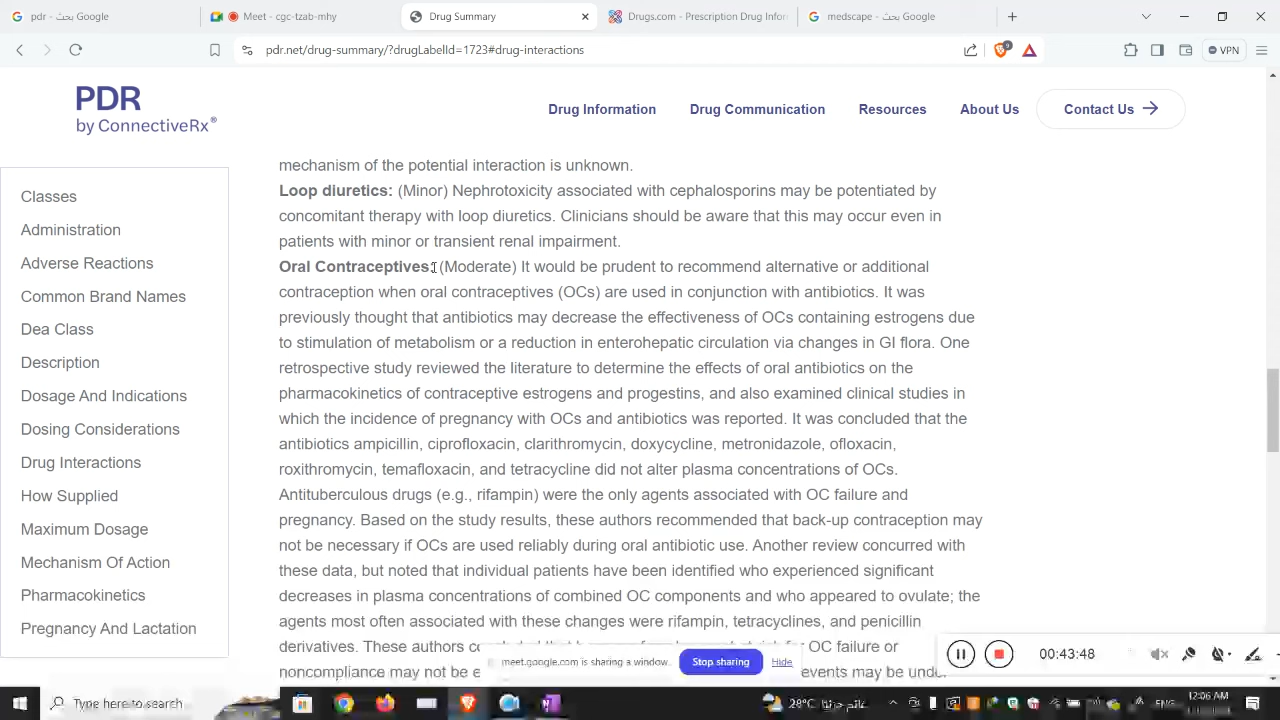 pdr - بحث Google
Meet - cgc-tzab-mhy
Drug Summary
Drugs.com - Prescription Drug Infor
medscape - بحث Google
pdr.net/drug-summary/?drugLabelId=1723#drug-interactions
9
VPN
PDR
by ConnectiveRx®
Drug Information
Drug Communication
Resources
About Us
Contact Us
Classes
Administration
Adverse Reactions
Common Brand Names
Dea Class
Description
Dosage And Indications
Dosing Considerations
Drug Interactions
How Supplied
Maximum Dosage
Mechanism Of Action
Pharmacokinetics
Pregnancy And Lactation
mechanism of the potential interaction is unknown.
Loop diuretics: (Minor) Nephrotoxicity associated with cephalosporins may be potentiated by
concomitant therapy with loop diuretics. Clinicians should be aware that this may occur even in
patients with minor or transient renal impairment.
Oral Contraceptives: (Moderate) It would be prudent to recommend alternative or additional
contraception when oral contraceptives (OCs) are used in conjunction with antibiotics. It was
previously thought that antibiotics may decrease the effectiveness of OCs containing estrogens due
to stimulation of metabolism or a reduction in enterohepatic circulation via changes in GI flora. One
retrospective study reviewed the literature to determine the effects of oral antibiotics on the
pharmacokinetics of contraceptive estrogens and progestins, and also examined clinical studies in
which the incidence of pregnancy with OCs and antibiotics was reported. It was concluded that the
antibiotics ampicillin, ciprofloxacin, clarithromycin, doxycycline, metronidazole, ofloxacin,
roxithromycin, temafloxacin, and tetracycline did not alter plasma concentrations of OCs.
Antituberculous drugs (e.g., rifampin) were the only agents associated with OC failure and
pregnancy. Based on the study results, these authors recommended that back-up contraception may
not be necessary if OCs are used reliably during oral antibiotic use. Another review concurred with
these data, but noted that individual patients have been identified who experienced significant
decreases in plasma concentrations of combined OC components and who appeared to ovulate; the
agents most often associated with these changes were rifampin, tetracyclines, and penicillin
derivatives. These authors OC failure or
noncompliance may not be events may be under
meet.google.com is sharing a window.
Stop sharing
Hide
00:43:48
Type here to search
28°C
12:06 AM